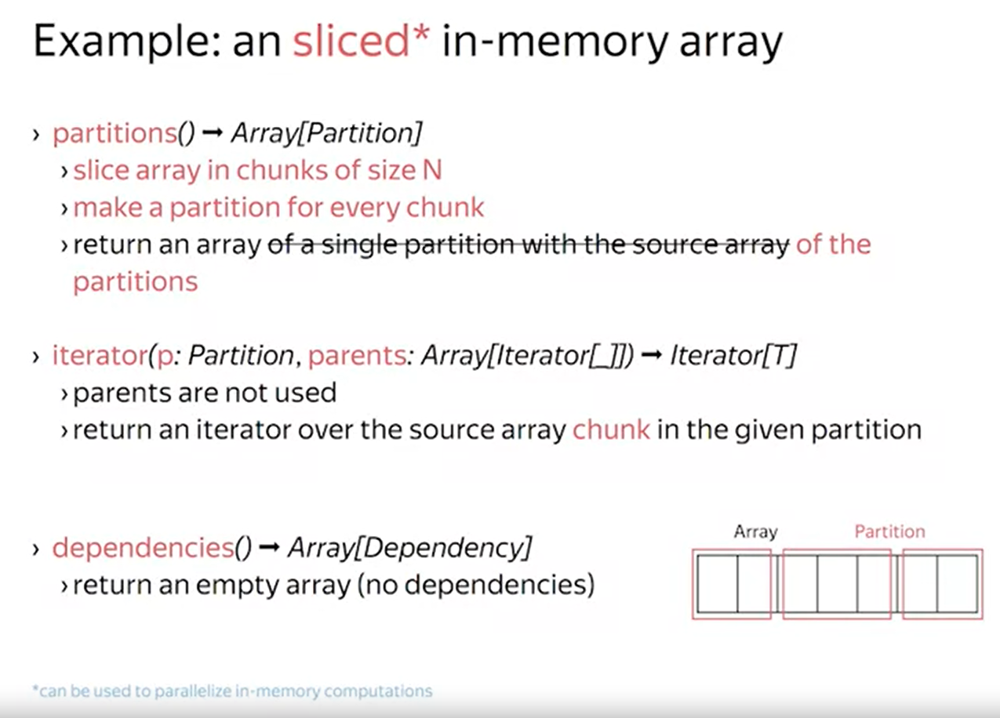 Example: an sliced* in-memory array
› partitions() → Array[Partition]
› slice array in chunks of size N
› make a partition for every chunk
› return an array of a single partition with the source array of the
partitions
› iterator(p: Partition, parents: Array[Iterator[_]]) → Iterator[T]
› parents are not used
› return an iterator over the source array chunk in the given partition
› dependencies() → Array[Dependency]
› return an empty array (no dependencies)
Array Partition
*can be used to parallelize in-memory computations